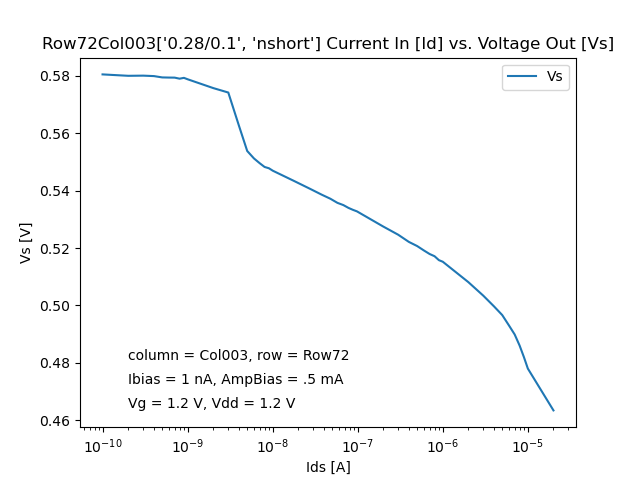 Row72Col003['0.28/0.1', 'nshort'] Current In [Id] vs. Voltage Out [Vs]
Vs
0.58
0.56
0.54
0.52
0.50
0.48
0.46
Vs [V]
column = Col003, row = Row72
Ibias = 1 nA, AmpBias = .5 mA
Vg = 1.2 V, Vdd = 1.2 V
10⁻¹⁰ 10⁻⁹ 10⁻⁸ 10⁻⁷ 10⁻⁶ 10⁻⁵
Ids [A]